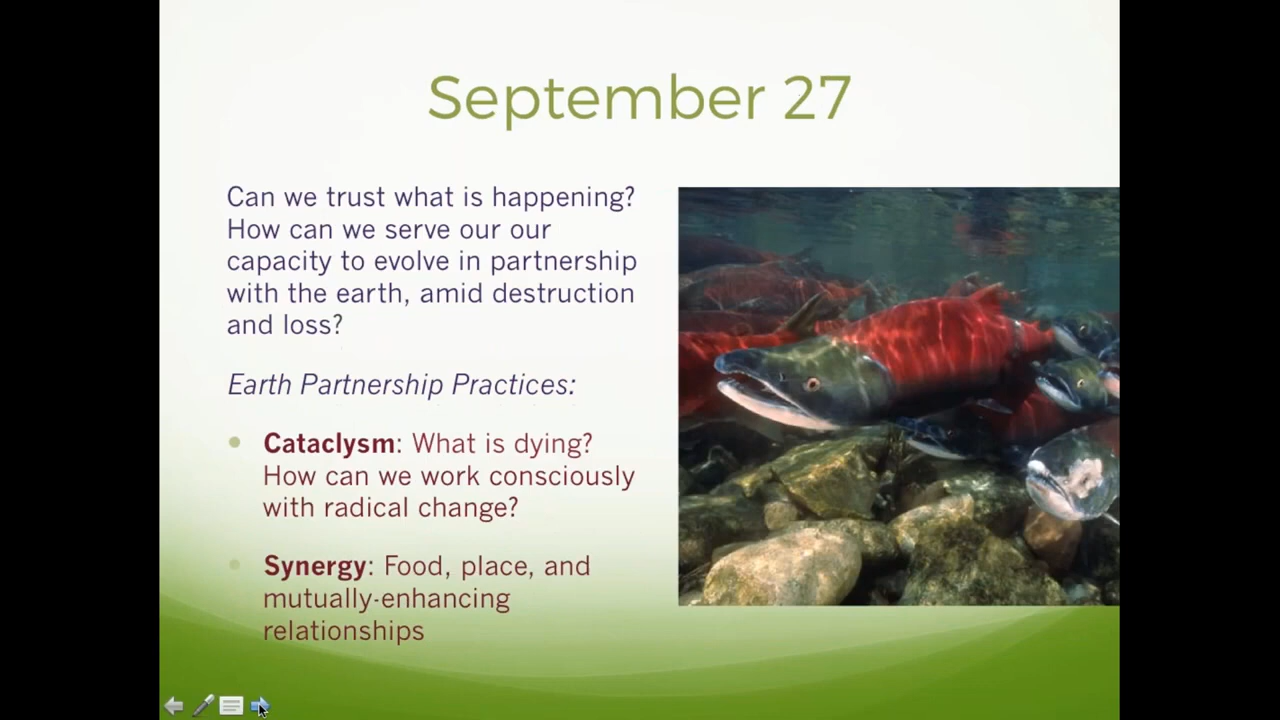 September 27
Can we trust what is happening?
How can we serve our our
capacity to evolve in partnership
with the earth, amid destruction
and loss?
Earth Partnership Practices:
Cataclysm: What is dying?
How can we work consciously
with radical change?
Synergy: Food, place, and
mutually-enhancing
relationships